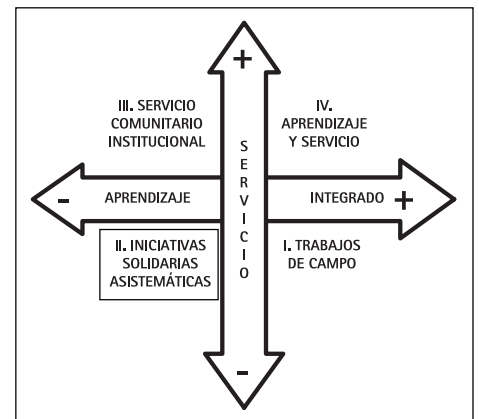 +
III. SERVICIO
COMUNITARIO
INSTITUCIONAL
IV.
APRENDIZAJE
Y SERVICIO
S
E
R
V
I
C
I
O
- APRENDIZAJE
INTEGRADO +
II. INICIATIVAS
SOLIDARIAS
ASISTEMÁTICAS
I. TRABAJOS
DE CAMPO
-